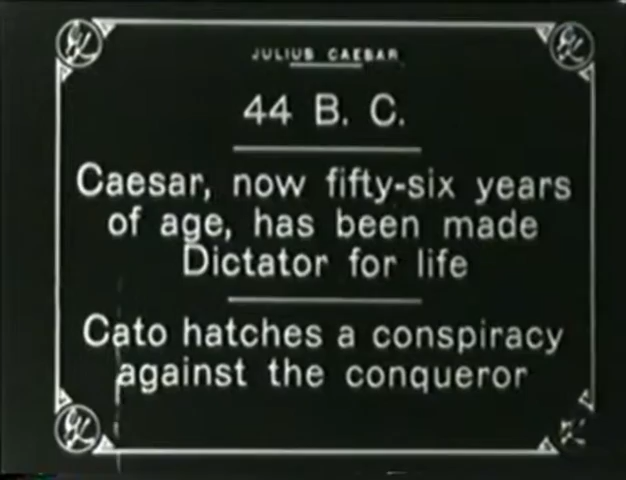 JULIUS CAESAR
44 B. C.
Caesar, now fifty-six years
of age, has been made
Dictator for life
Cato hatches a conspiracy
against the conqueror